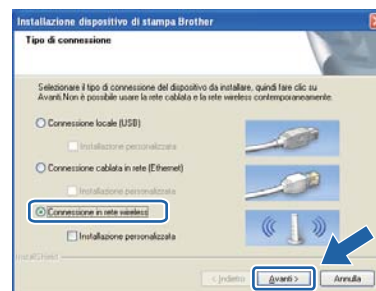 Installazione dispositivo di stampa Brother
Tipo di connessione
Selezionare il tipo di connessione del dispositivo da installare, quindi fare clic su
Avanti.Non è possibile usare la rete cablata e la rete wireless contemporaneamente.
Connessione locale (USB)
Installazione personalizzata
Connessione cablata in rete (Ethernet)
Installazione personalizzata
Connessione in rete wireless
Installazione personalizzata
InstallShield
< Indietro
Avanti >
Annulla